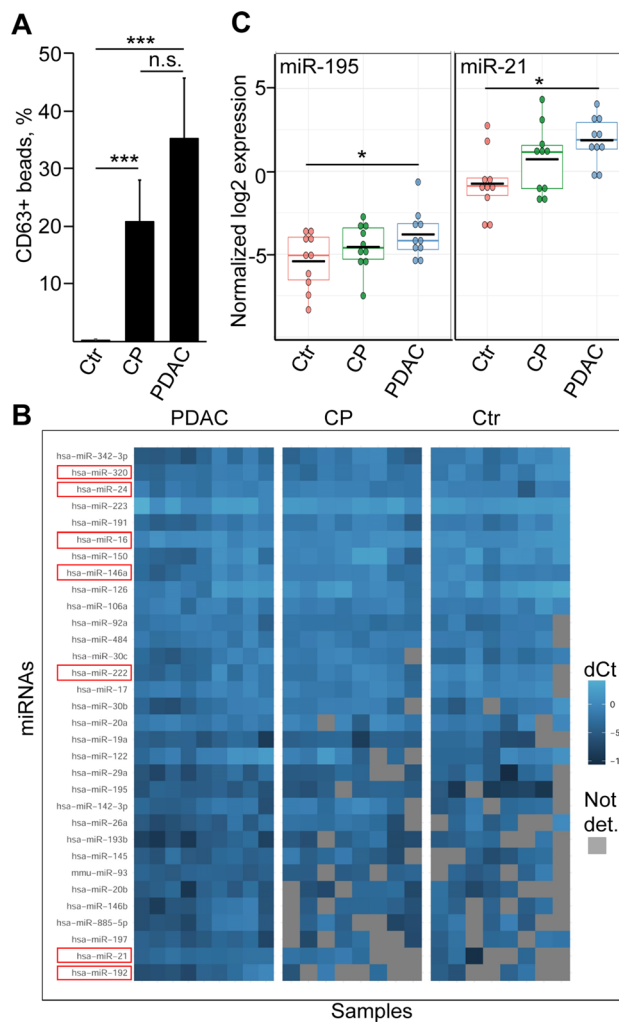 A
CD63+ beads, %
50
40
30
20
10
***
n.s.
***
Ctr
CP
PDAC
C
Normalized log2 expression
5
0
-5
miR-195
*
miR-21
*
Ctr
CP
PDAC
Ctr
CP
PDAC
B
PDAC
CP
Ctr
miRNAs
hsa-miR-342-3p
hsa-miR-320
hsa-miR-24
hsa-miR-223
hsa-miR-191
hsa-miR-16
hsa-miR-150
hsa-miR-146a
hsa-miR-126
hsa-miR-106a
hsa-miR-92a
hsa-miR-484
hsa-miR-30c
hsa-miR-222
hsa-miR-17
hsa-miR-30b
hsa-miR-20a
hsa-miR-19a
hsa-miR-122
hsa-miR-29a
hsa-miR-195
hsa-miR-142-3p
hsa-miR-26a
hsa-miR-193b
hsa-miR-145
mmu-miR-93
hsa-miR-20b
hsa-miR-146b
hsa-miR-885-5p
hsa-miR-197
hsa-miR-21
hsa-miR-192
Samples
dCt
0
-5
Not
det.